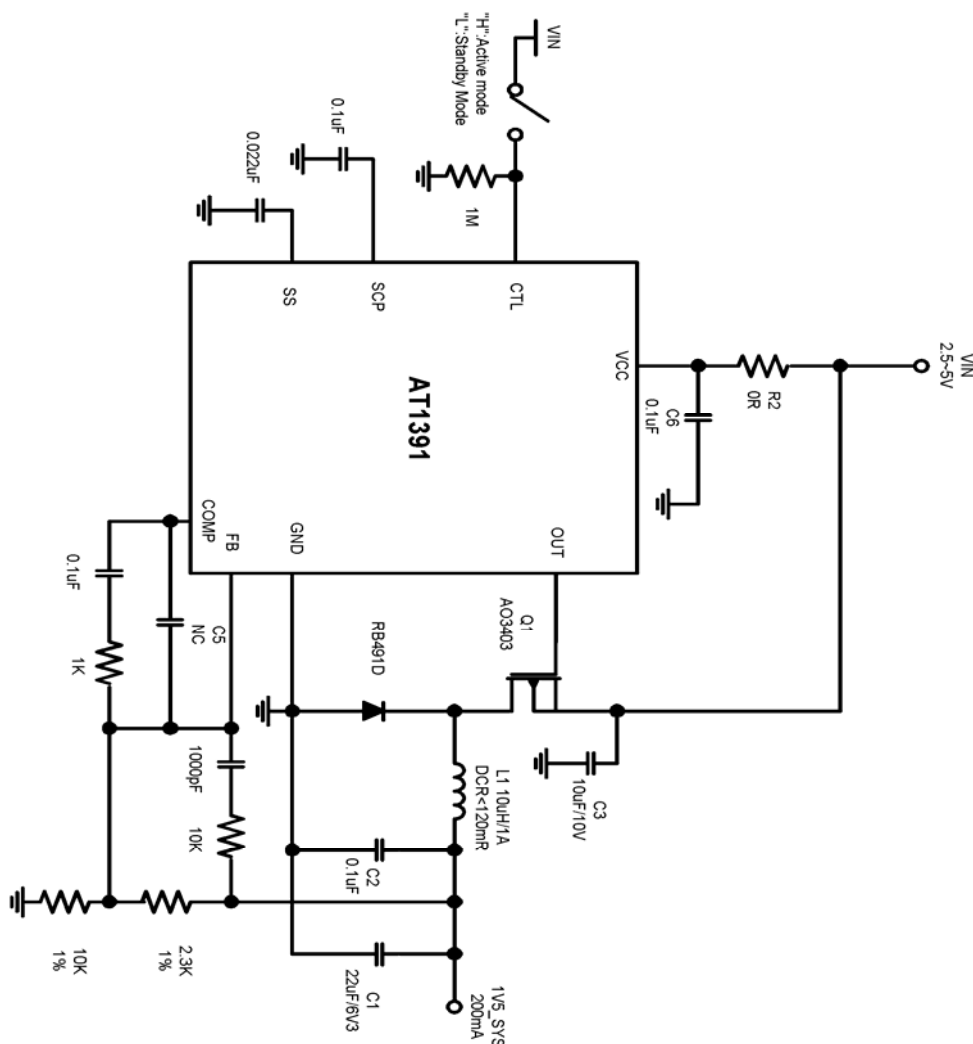 VIN
"H":Active mode
"L":Standby Mode
0.1uF
0.022uF
1M
SS
SCP
CTL
VCC
AT1391
COMP
FB
GND
OUT
VIN
2.5~5V
R2
0R
C6
0.1uF
Q1
AO3403
RB491D
C5
NC
0.1uF
1K
1000pF
10K
L1 10uH/1A
DCR<120mR
C3
10uF/10V
C2
0.1uF
C1
22uF/6V3
10K
1%
2.3K
1%
1V5_SYS
200mA